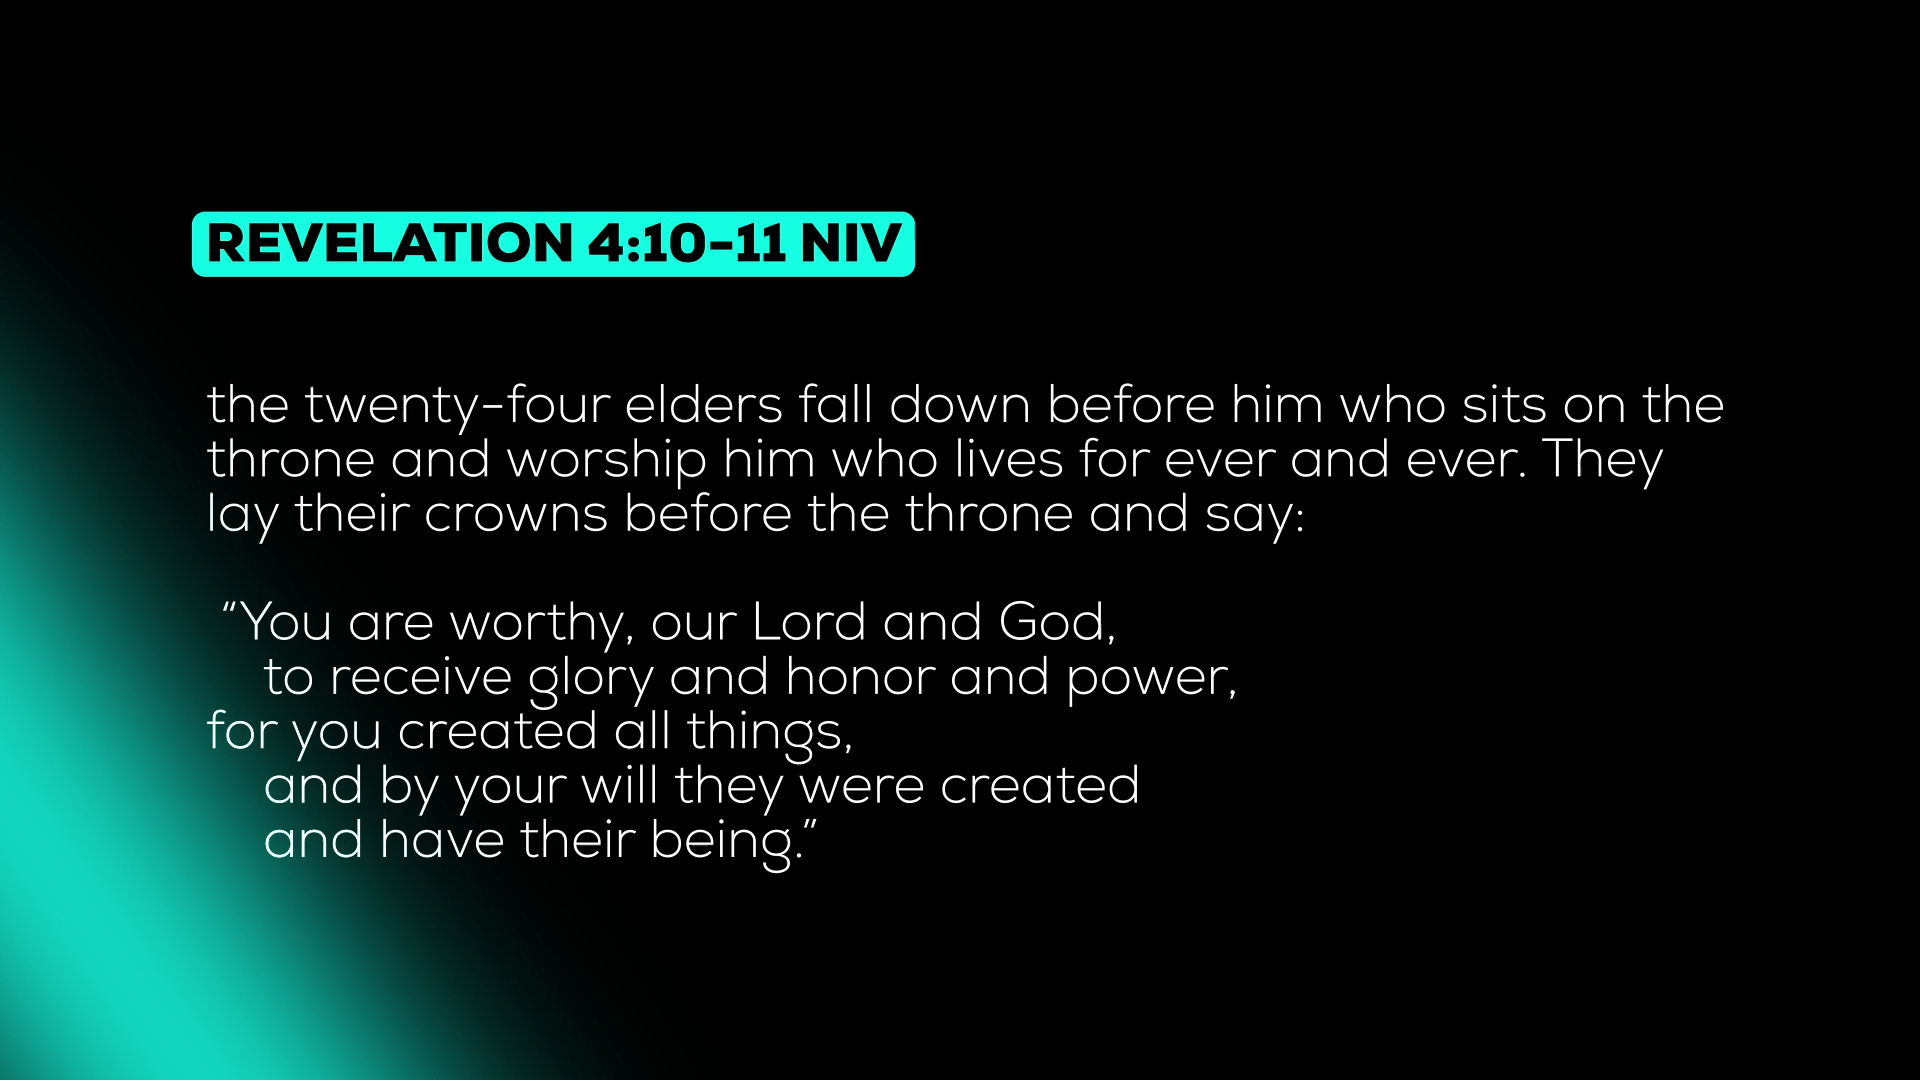 REVELATION 4:10-11 NIV
the twenty-four elders fall down before him who sits on the
throne and worship him who lives for ever and ever. They
lay their crowns before the throne and say:
“You are worthy, our Lord and God,
to receive glory and honor and power,
for you created all things,
and by your will they were created
and have their being.”